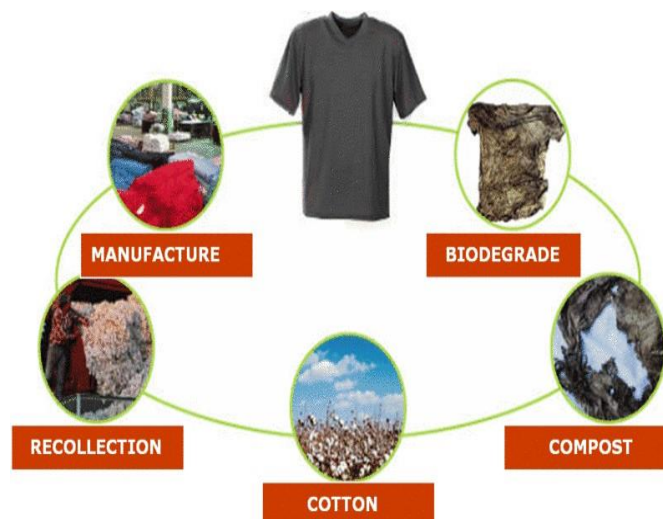 MANUFACTURE
BIODEGRADE
RECOLLECTION
COMPOST
COTTON